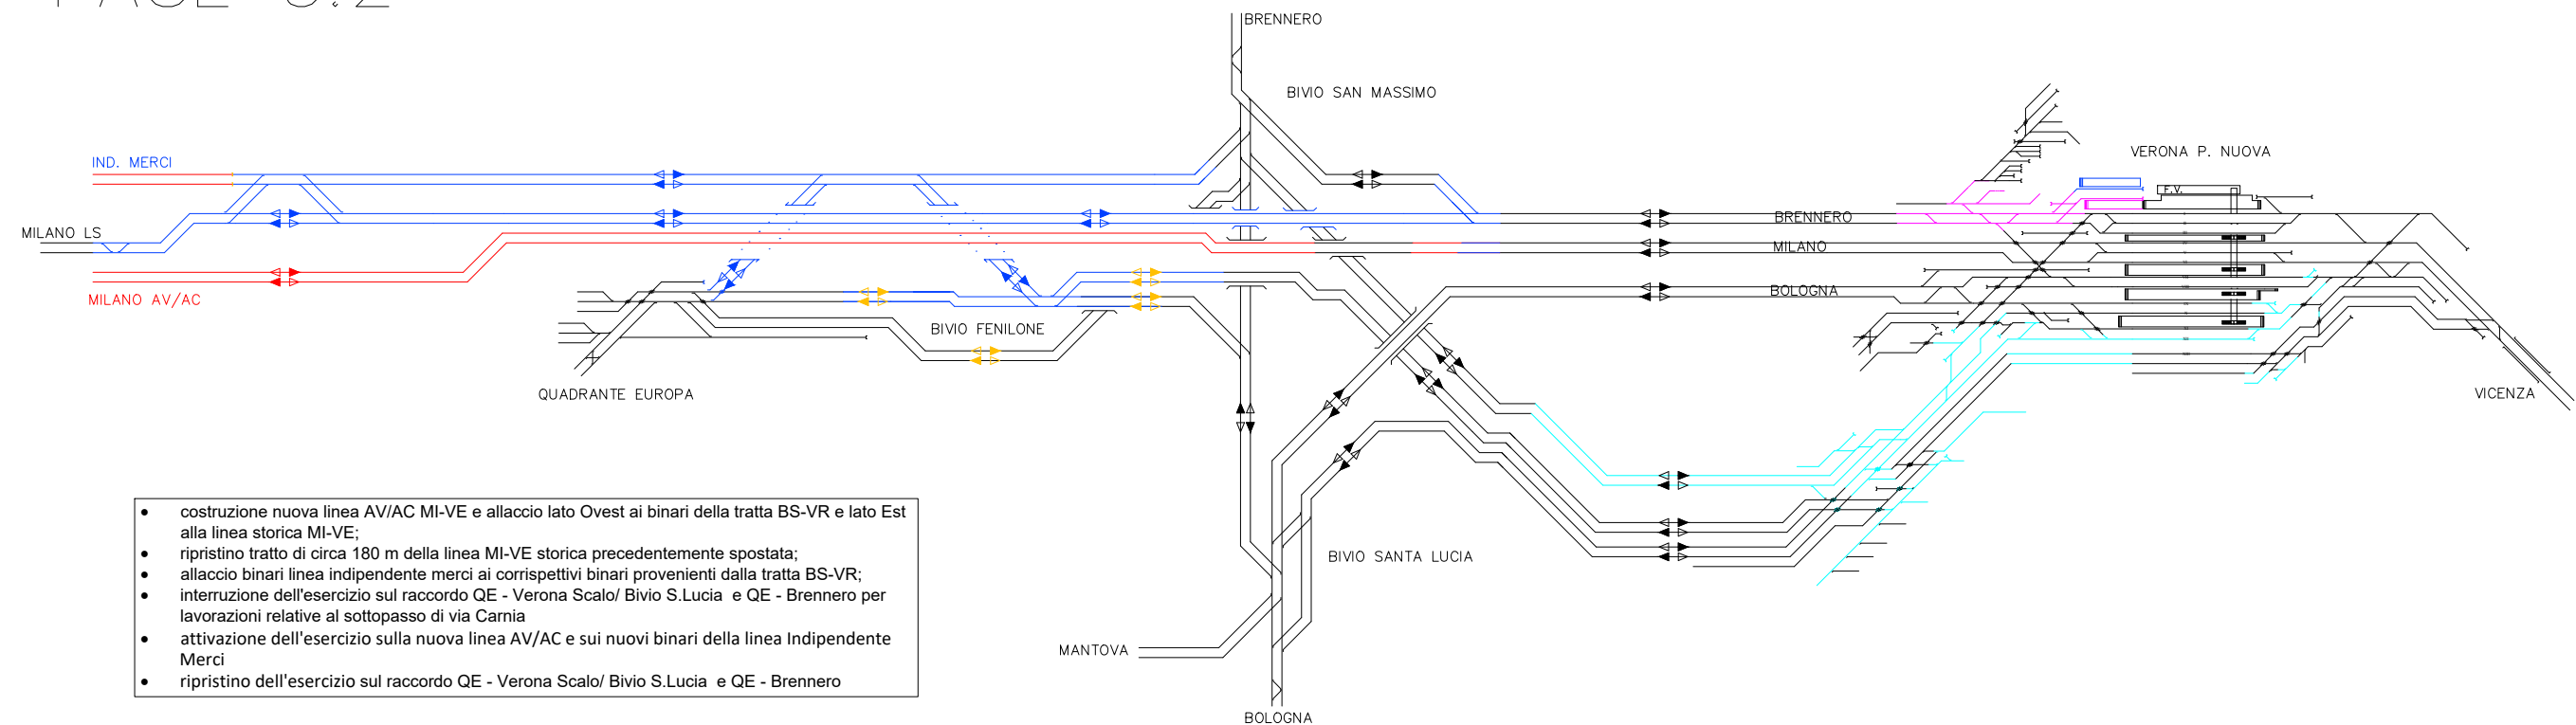 BRENNERO
BIVIO SAN MASSIMO
VERONA P. NUOVA
IND. MERCI
F.V.
BRENNERO
MILANO LS
MILANO
MILANO AV/AC
BOLOGNA
BIVIO FENILONE
QUADRANTE EUROPA
VICENZA
• costruzione nuova linea AV/AC MI-VE e allaccio lato Ovest ai binari della tratta BS-VR e lato Est
alla linea storica MI-VE;
• ripristino tratto di circa 180 m della linea MI-VE storica precedentemente spostata;
• allaccio binari linea indipendente merci ai corrispettivi binari provenienti dalla tratta BS-VR;
• interruzione dell'esercizio sul raccordo QE - Verona Scalo/ Bivio S.Lucia e QE - Brennero per
lavorazioni relative al sottopasso di via Carnia
• attivazione dell'esercizio sulla nuova linea AV/AC e sui nuovi binari della linea Indipendente
Merci
• ripristino dell'esercizio sul raccordo QE - Verona Scalo/ Bivio S.Lucia e QE - Brennero
BIVIO SANTA LUCIA
MANTOVA
BOLOGNA